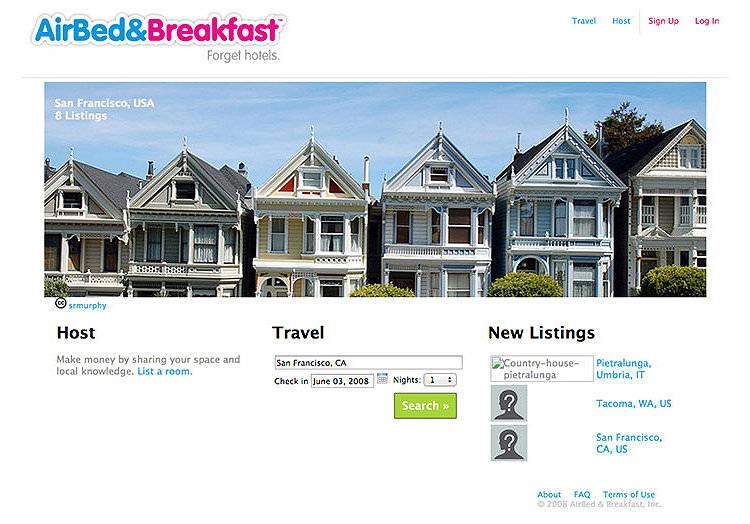 AirBed&Breakfast™
Forget hotels.
Travel Host Sign Up Log In
San Francisco, USA
8 Listings
cc srmurphy
Host
Make money by sharing your space and
local knowledge. List a room.
Travel
San Francisco, CA
Check in June 03, 2008 Nights: 1
Search »
New Listings
Country-house-
pietralunga
Pietralunga,
Umbria, IT
?
Tacoma, WA, US
?
San Francisco,
CA, US
About FAQ Terms of Use
© 2008 AirBed & Breakfast, Inc.